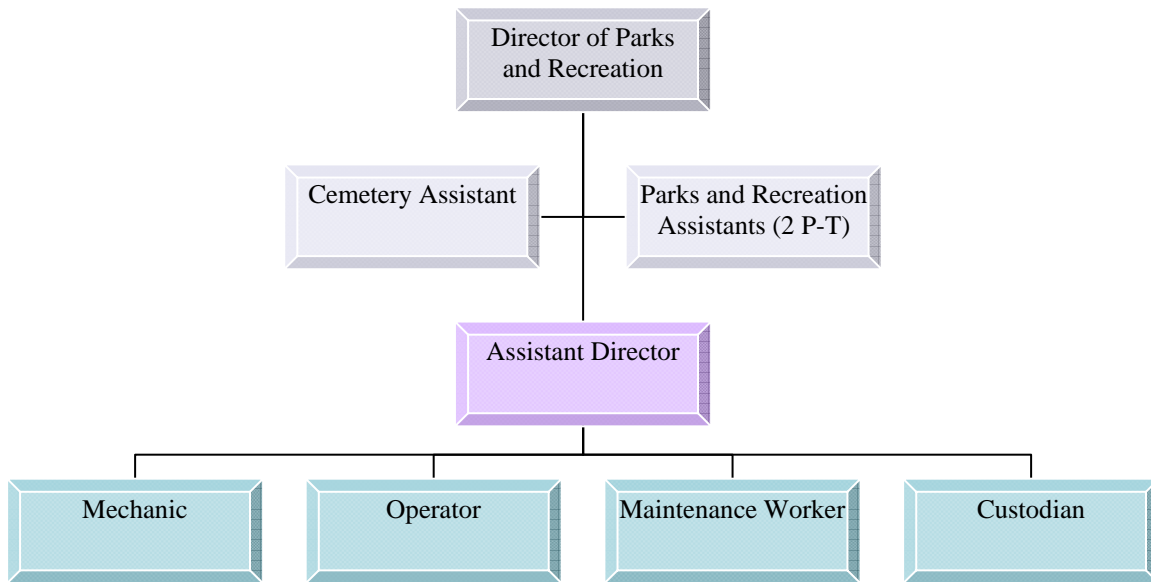 Director of Parks
and Recreation
Cemetery Assistant
Parks and Recreation
Assistants (2 P-T)
Assistant Director
Mechanic
Operator
Maintenance Worker
Custodian